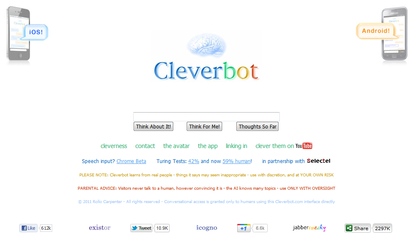 iOS!
Android!
Cleverbot
Think About It!
Think For Me!
Thoughts So Far
cleverness contact the avatar the app linking in clever them on YouTube
Speech input? Chrome Beta Tuning Tests: 42% and now 59% human! in partnership with Selectel
PLEASE NOTE: Cleverbot learns from real people - things it says may seem inappropriate - use with discretion, and at YOUR OWN RISK
PARENTAL ADVICE: Visitors never talk to a human, however convincing it is - the AI knows many topics - use ONLY WITH OVERSIGHT
Like 612K existor Tweet 10.9K icogno +1 6.6k jabberwacky Share 2297K